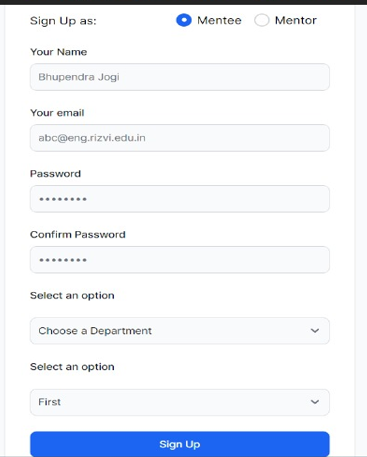 Sign Up as: Mentee Mentor
Your Name
Bhupendra Jogi
Your email
abc@eng.rizvi.edu.in
Password
••••••••
Confirm Password
••••••••
Select an option
Choose a Department
Select an option
First
Sign Up